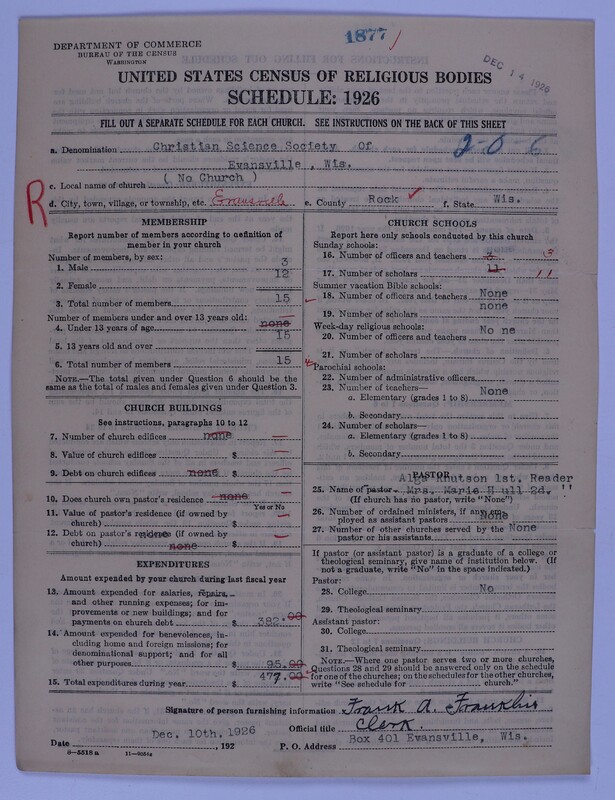 1877
DEC 14 1926
DEPARTMENT OF COMMERCE
BUREAU OF THE CENSUS
WASHINGTON
UNITED STATES CENSUS OF RELIGIOUS BODIES
SCHEDULE: 1926
FILL OUT A SEPARATE SCHEDULE FOR EACH CHURCH. SEE INSTRUCTIONS ON THE BACK OF THIS SHEET
a. Denomination Christian Science Society Of 2-0-6
Evansville, Wis.
c. Local name of church ( No Church )
R
d. City, town, village, or township, etc. Evansville e. County Rock ✓ f. State Wis.
MEMBERSHIP
Report number of members according to definition of member in your church
Number of members, by sex:
1. Male 3
2. Female 12
3. Total number of members 15
Number of members under and over 13 years old:
4. Under 13 years of age none
5. 13 years old and over 15
6. Total number of members 15
NOTE.—The total given under Question 6 should be the
same as the total of males and females given under Question 3.
CHURCH BUILDINGS
See instructions, paragraphs 10 to 12
7. Number of church edifices none —
8. Value of church edifices $ —
9. Debt on church edifices none $ —
10. Does church own pastor's residence none —
Yes or No
11. Value of pastor's residence (if owned by
church) $ —
12. Debt on pastor's residence (if owned by none
church) none $ —
EXPENDITURES
Amount expended by your church during last fiscal year
13. Amount expended for salaries, repairs,
and other running expenses; for im-
provements or new buildings; and for
payments on church debt $ 382.00
14. Amount expended for benevolences, in-
cluding home and foreign missions; for
denominational support; and for all
other purposes $ 95.00
15. Total expenditures during year $ 477.00
CHURCH SCHOOLS
Report here only schools conducted by this church
Sunday schools:
16. Number of officers and teachers 3
17. Number of scholars 11 11
Summer vacation Bible schools:
18. Number of officers and teachers None
19. Number of scholars none
Week-day religious schools:
20. Number of officers and teachers No ne
21. Number of scholars
Parochial schools:
22. Number of administrative officers
23. Number of teachers— None
a. Elementary (grades 1 to 8)
b. Secondary
24. Number of scholars—
a. Elementary (grades 1 to 8)
b. Secondary
PASTOR
Alga Knutson 1st. Reader
25. Name of pastor Mrs. Marie Hull 2d. "
(If church has no pastor, write "None")
26. Number of ordained ministers, if any, em-
ployed as assistant pastors None
27. Number of other churches served by the None
pastor or his assistants
If pastor (or assistant pastor) is a graduate of a college or
theological seminary, give name of institution below. (If
not a graduate, write "No" in the space indicated.)
Pastor:
28. College No
29. Theological seminary
Assistant pastor:
30. College
31. Theological seminary
NOTE.—Where one pastor serves two or more churches,
Questions 28 and 29 should be answered only on the schedule
for one of the churches; on the schedules for the other churches,
write "See schedule for church."
Signature of person furnishing information Frank A. Franklin
Official title Clerk.
Date Dec. 10th. 1926, 192 P. O. Address Box 401 Evansville, Wis.
8-5518a 11-9054a